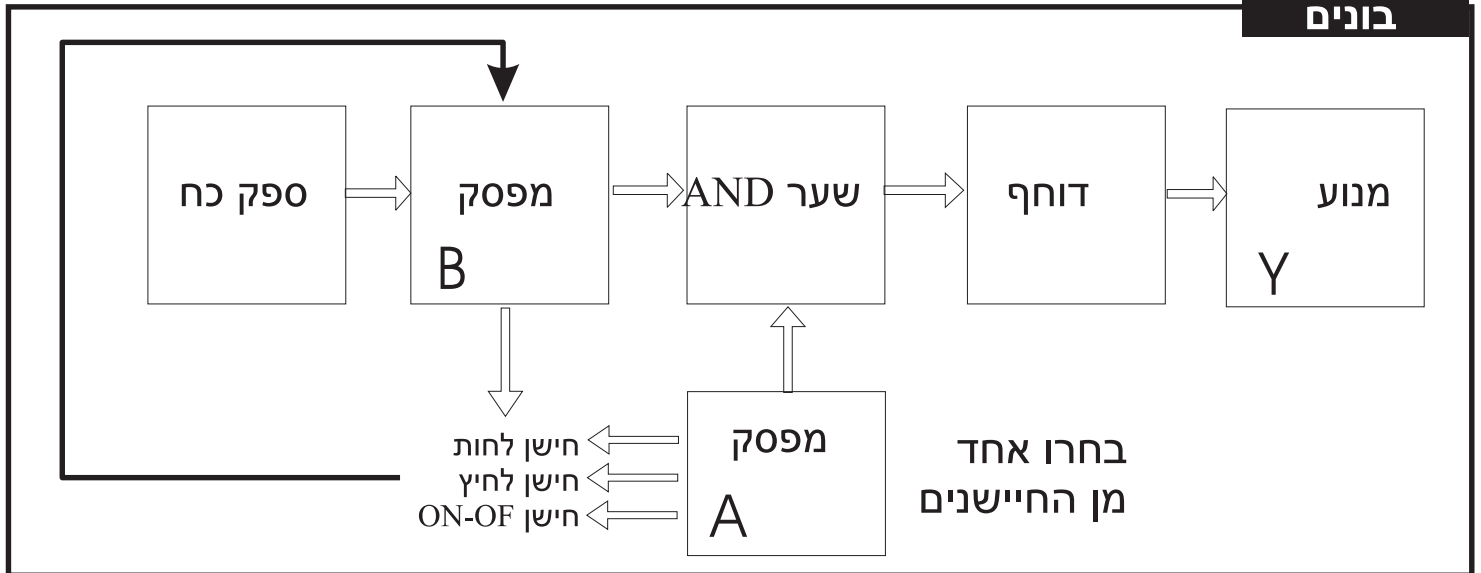 בונים
ספק כח
מפסק
B
שער AND
דוחף
מנוע
Y
חישן לחות
חישן לחיץ
חישן ON-OF
מפסק
A
בחרו אחד
מן החיישנים